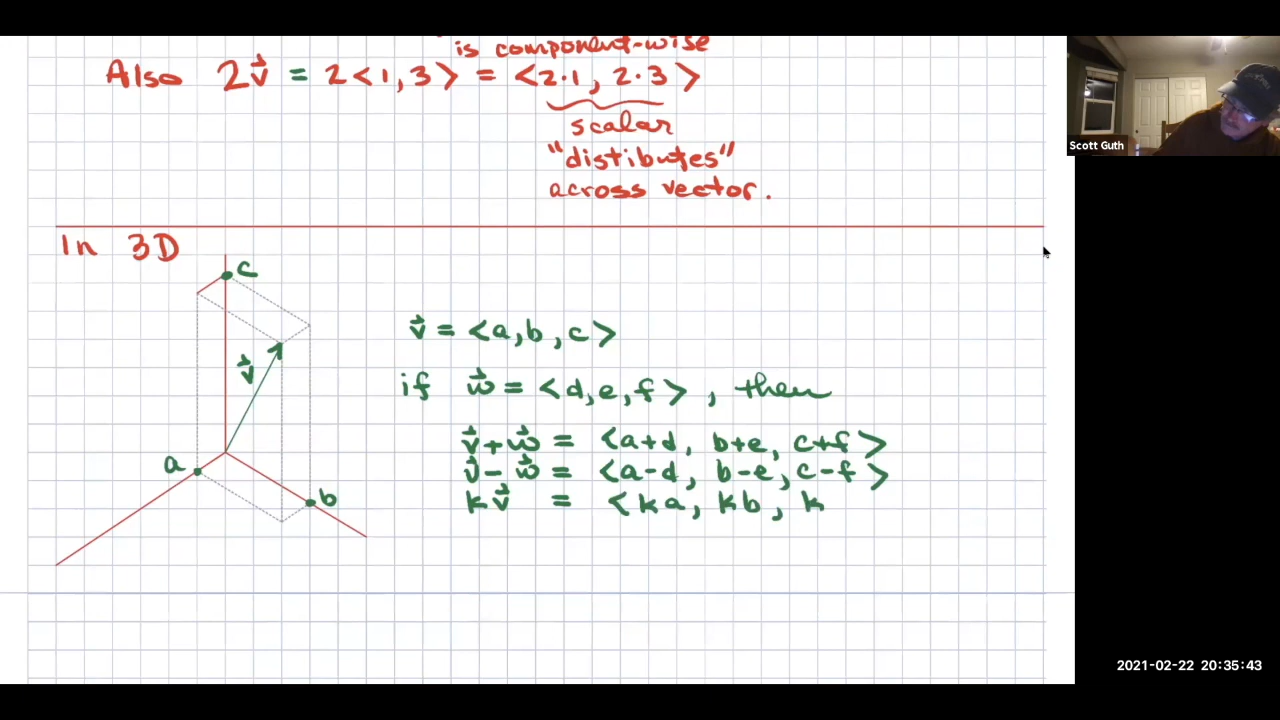 is component-wise
Also 2v⃗ = 2<1,3> = <2·1, 2·3>
scalar
"distibutes"
across vector.
In 3D
c
v⃗
a
b
v⃗ = <a,b,c>
if w⃗ = <d,e,f>, then
v⃗+w⃗ = <a+d, b+e, c+f>
v⃗-w⃗ = <a-d, b-e, c-f>
kv⃗ = <ka, kb, k
Scott Guth
2021-02-22 20:35:43